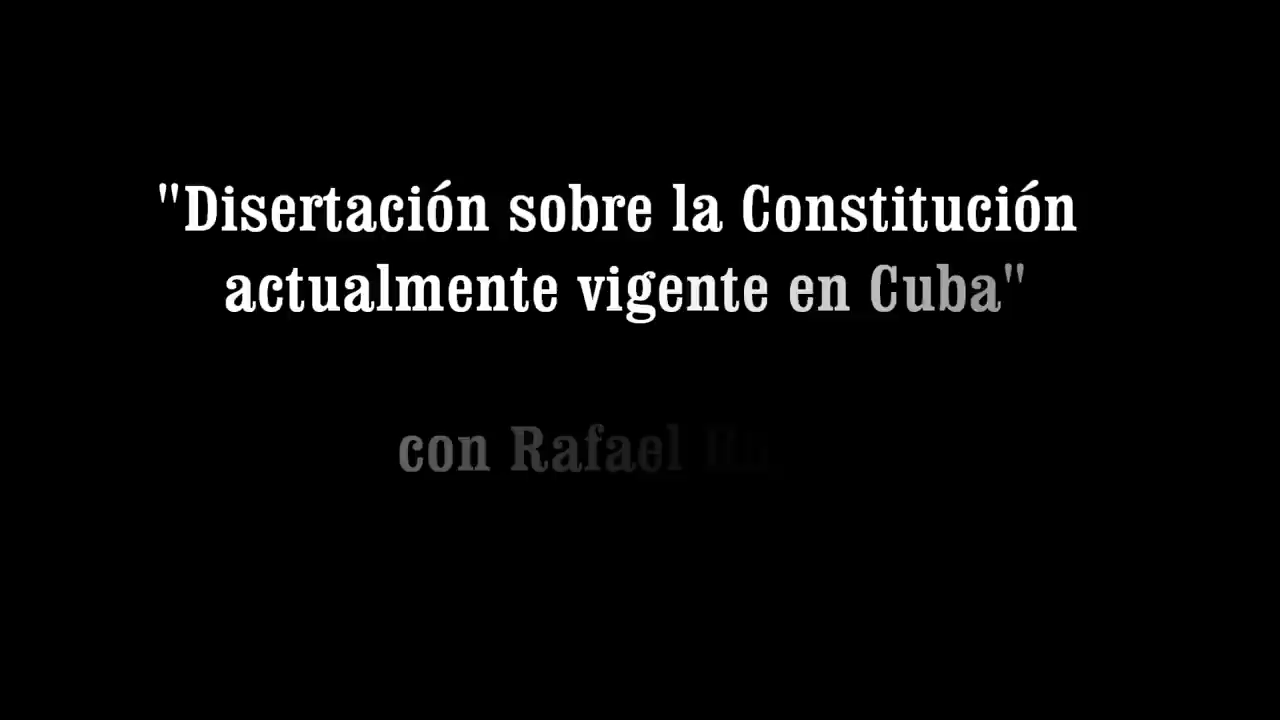 "Disertación sobre la Constitución
actualmente vigente en Cuba"
con Rafael